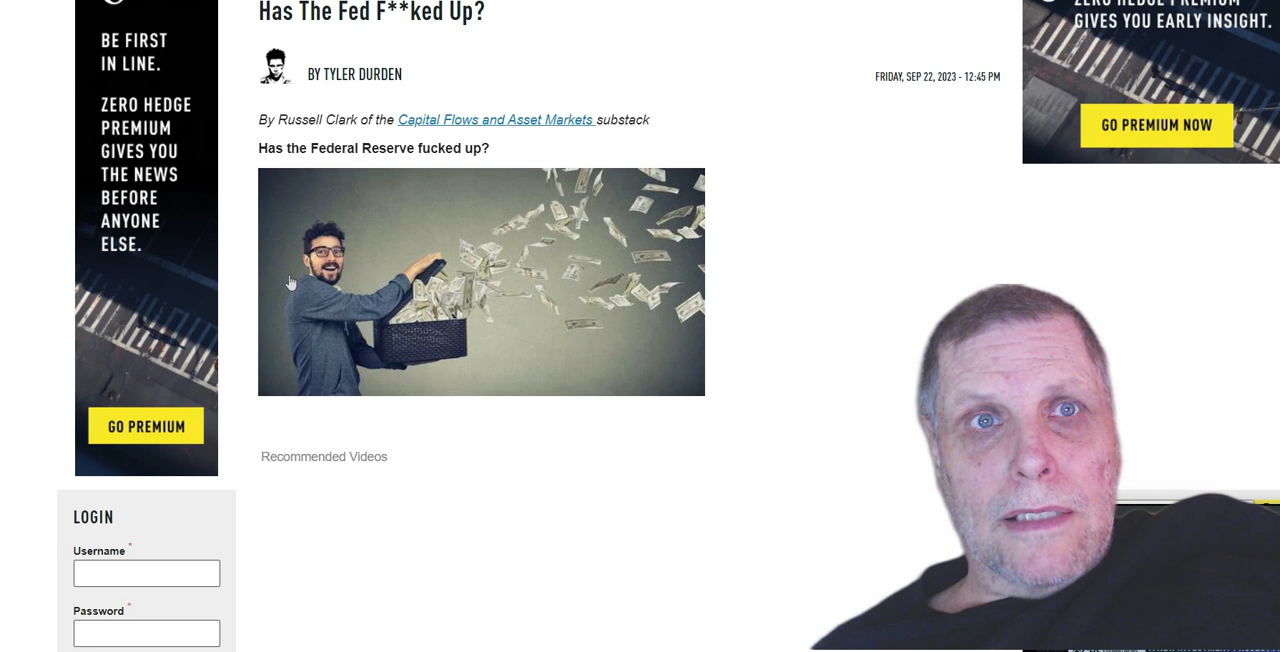 Has The Fed F**ked Up?
BE FIRST
IN LINE.
ZERO HEDGE
PREMIUM
GIVES YOU
THE NEWS
BEFORE
ANYONE
ELSE.
GO PREMIUM
BY TYLER DURDEN
FRIDAY, SEP 22, 2023 - 12:45 PM
By Russell Clark of the Capital Flows and Asset Markets substack
Has the Federal Reserve fucked up?
Recommended Videos
ZERO HEDGE PREMIUM
GIVES YOU EARLY INSIGHT.
GO PREMIUM NOW
LOGIN
Username *
Password *